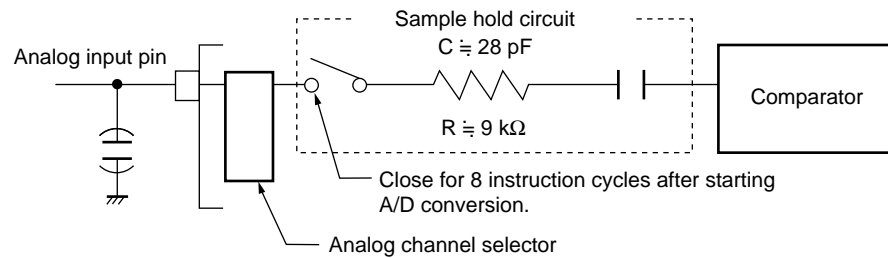 Sample hold circuit
C ≒ 28 pF
Analog input pin
Comparator
R ≒ 9 kΩ
Close for 8 instruction cycles after starting
A/D conversion.
Analog channel selector